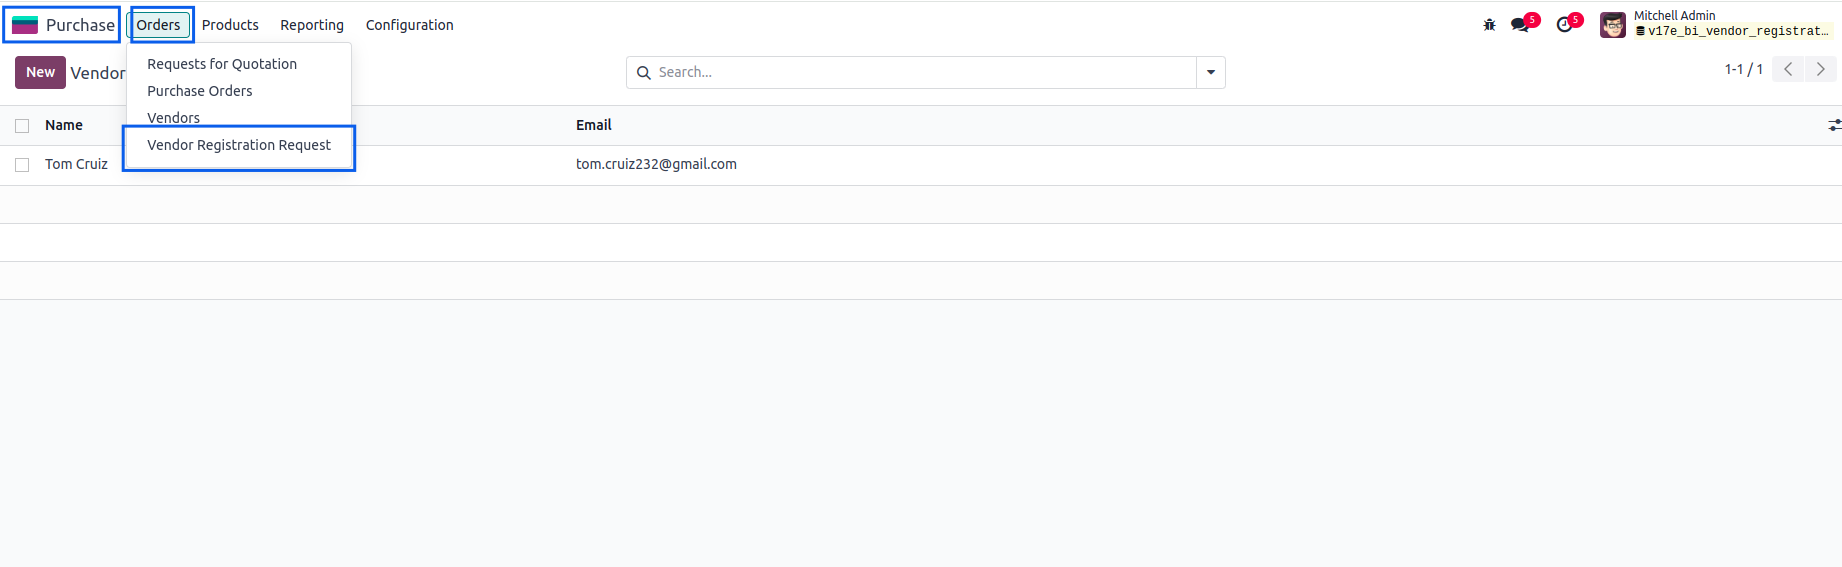 Purchase Orders Products Reporting Configuration 5 5 Mitchell Admin
v17e_bi_vendor_registrat...
New Vendor Search... 1-1 / 1
Requests for Quotation
Purchase Orders
Vendors
Vendor Registration Request
Name Email
Tom Cruiz tom.cruiz232@gmail.com